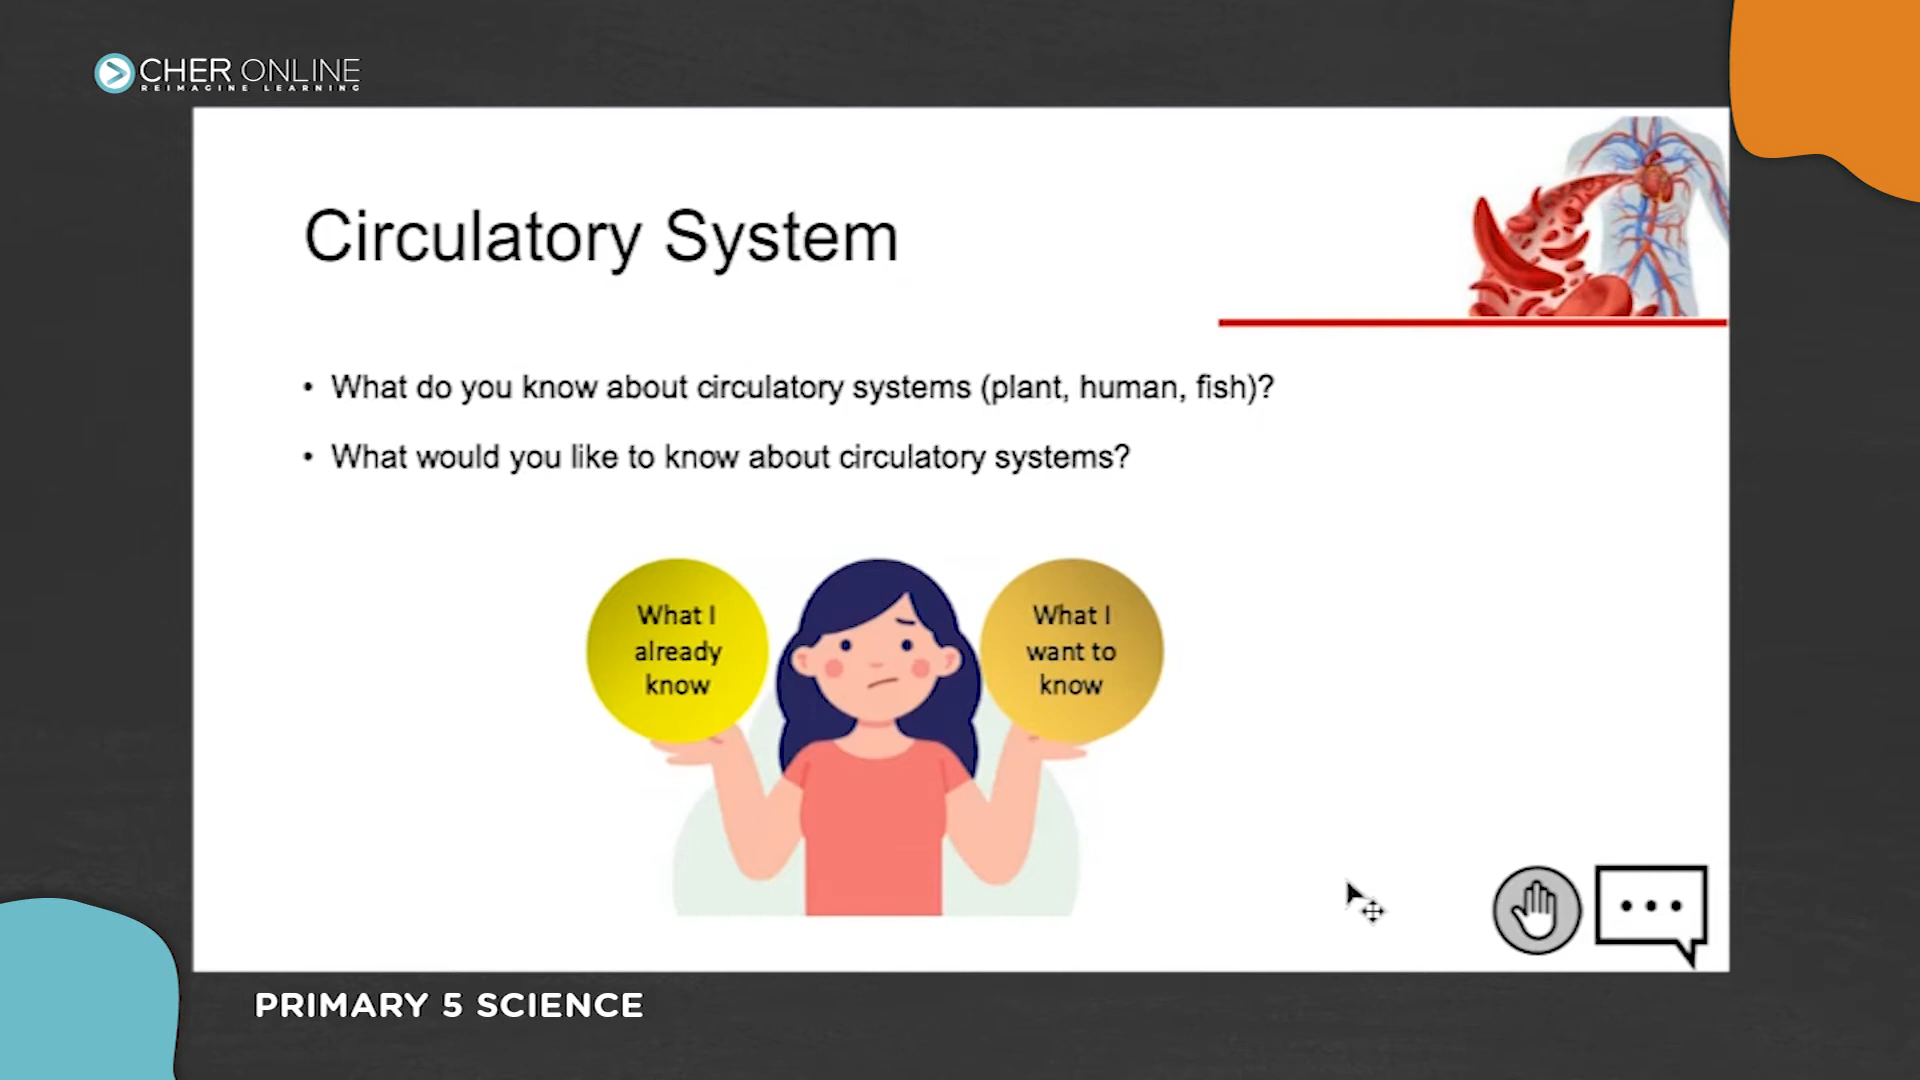 CHER ONLINE
REIMAGINE LEARNING
Circulatory System
• What do you know about circulatory systems (plant, human, fish)?
• What would you like to know about circulatory systems?
What I
already
know
What I
want to
know
PRIMARY 5 SCIENCE